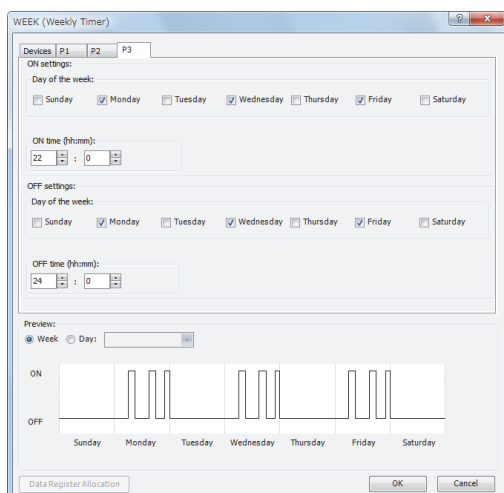 WEEK (Weekly Timer)
Devices P1 P2 P3
ON settings:
Day of the week:
Sunday Monday Tuesday Wednesday Thursday Friday Saturday
ON time (hh:mm):
22 : 0
OFF settings:
Day of the week:
Sunday Monday Tuesday Wednesday Thursday Friday Saturday
OFF time (hh:mm):
24 : 0
Preview:
Week Day:
ON
OFF
Sunday Monday Tuesday Wednesday Thursday Friday Saturday
Data Register Allocation OK Cancel